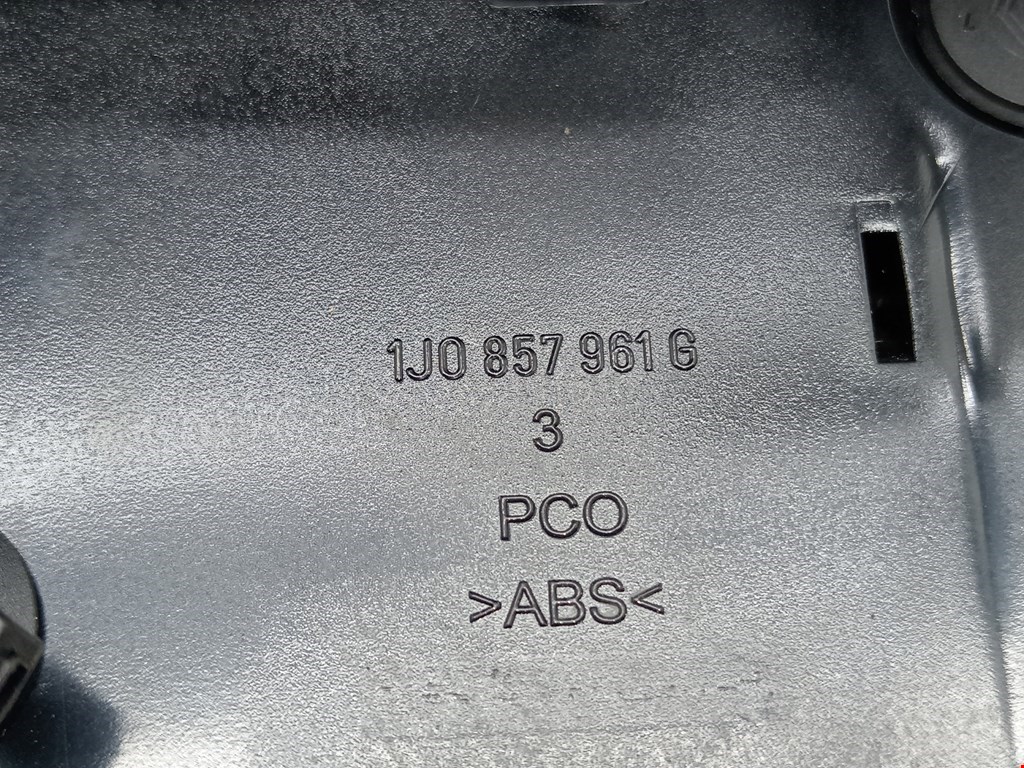 1J0 857 961 G
3
PCO
>ABS<